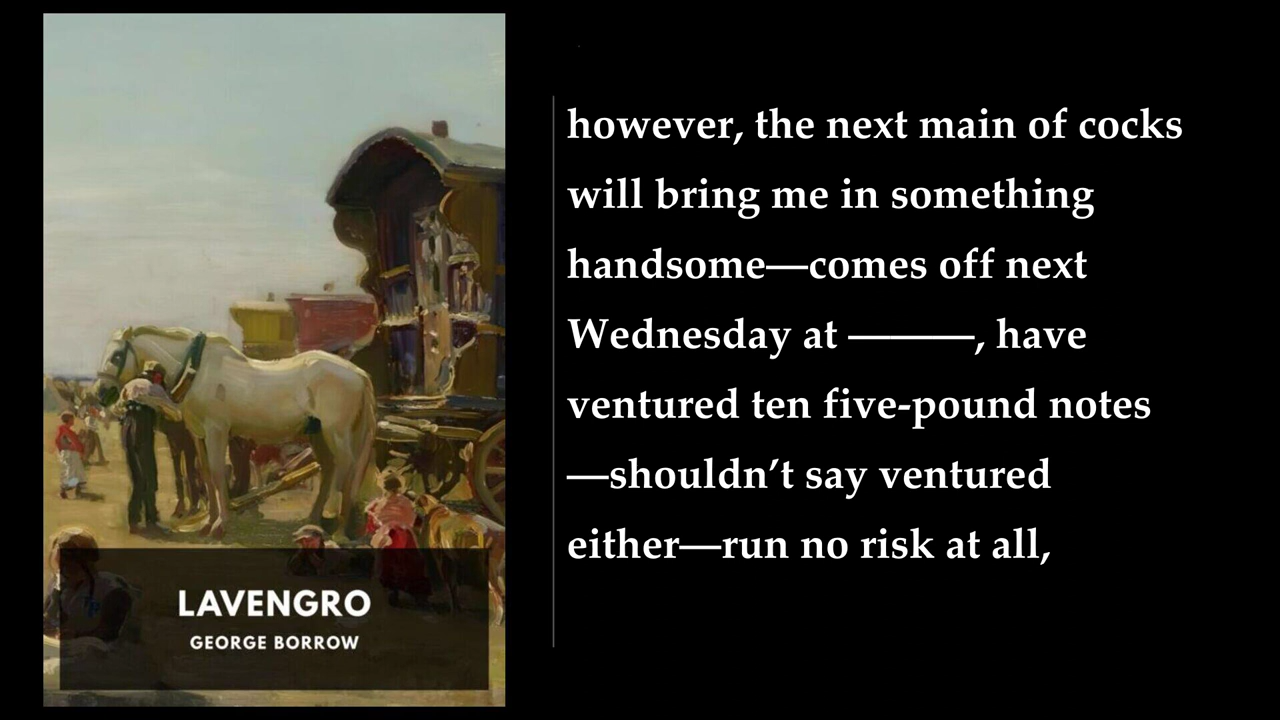 LAVENGRO
GEORGE BORROW
however, the next main of cocks
will bring me in something
handsome—comes off next
Wednesday at ———, have
ventured ten five-pound notes
—shouldn’t say ventured
either—run no risk at all,